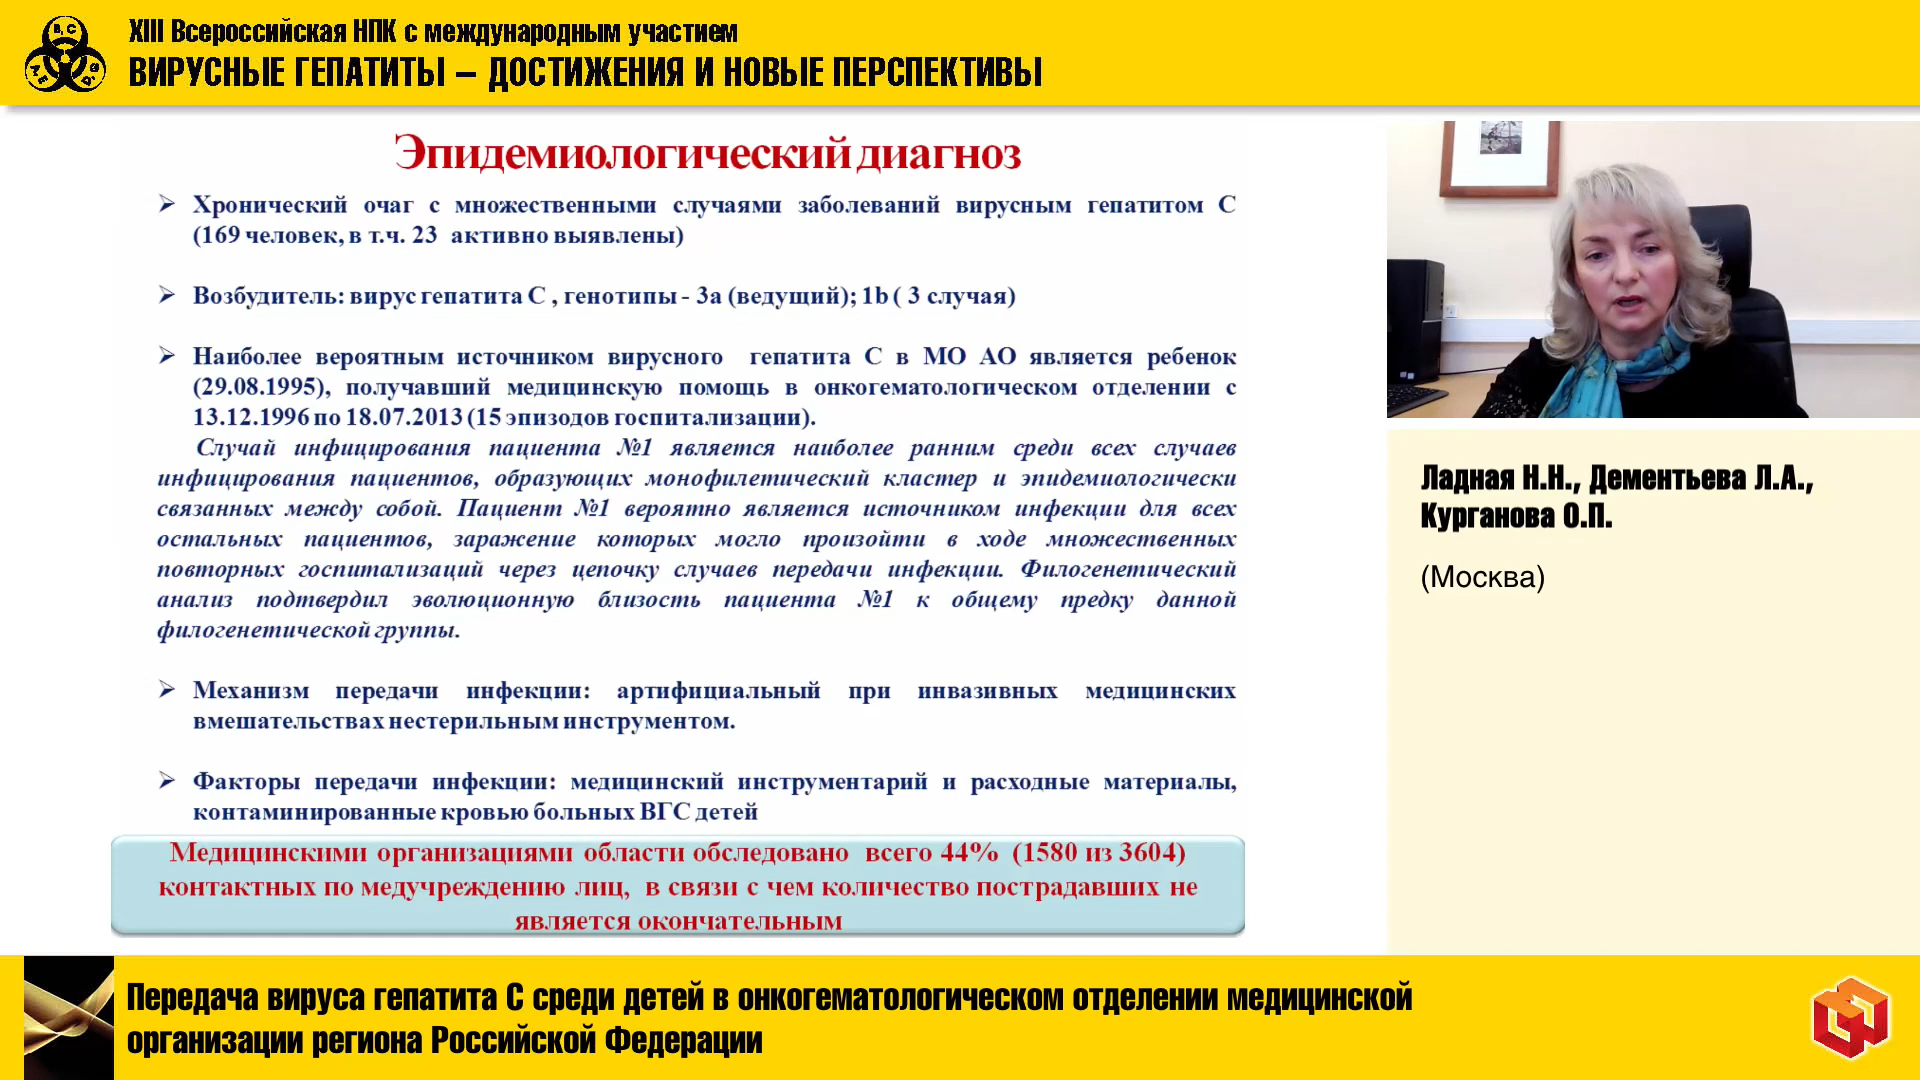 XIII Всероссийская НПК с международным участием
ВИРУСНЫЕ ГЕПАТИТЫ – ДОСТИЖЕНИЯ И НОВЫЕ ПЕРСПЕКТИВЫ
Эпидемиологический диагноз
Хронический очаг с множественными случаями заболеваний вирусным гепатитом С
(169 человек, в т.ч. 23 активно выявлены)
Возбудитель: вирус гепатита С , генотипы - 3а (ведущий); 1b ( 3 случая)
Наиболее вероятным источником вирусного гепатита С в МО АО является ребенок
(29.08.1995), получавший медицинскую помощь в онкогематологическом отделении с
13.12.1996 по 18.07.2013 (15 эпизодов госпитализации).
Случай инфицирования пациента №1 является наиболее ранним среди всех случаев
инфицирования пациентов, образующих монофилетический кластер и эпидемиологически
связанных между собой. Пациент №1 вероятно является источником инфекции для всех
остальных пациентов, заражение которых могло произойти в ходе множественных
повторных госпитализаций через цепочку случаев передачи инфекции. Филогенетический
анализ подтвердил эволюционную близость пациента №1 к общему предку данной
филогенетической группы.
Механизм передачи инфекции: артифициальный при инвазивных медицинских
вмешательствах нестерильным инструментом.
Факторы передачи инфекции: медицинский инструментарий и расходные материалы,
контаминированные кровью больных ВГС детей
Медицинскими организациями области обследовано всего 44% (1580 из 3604)
контактных по медучреждению лиц, в связи с чем количество пострадавших не
является окончательным
Ладная Н.Н., Дементьева Л.А.,
Курганова О.П.
(Москва)
Передача вируса гепатита С среди детей в онкогематологическом отделении медицинской
организации региона Российской Федерации